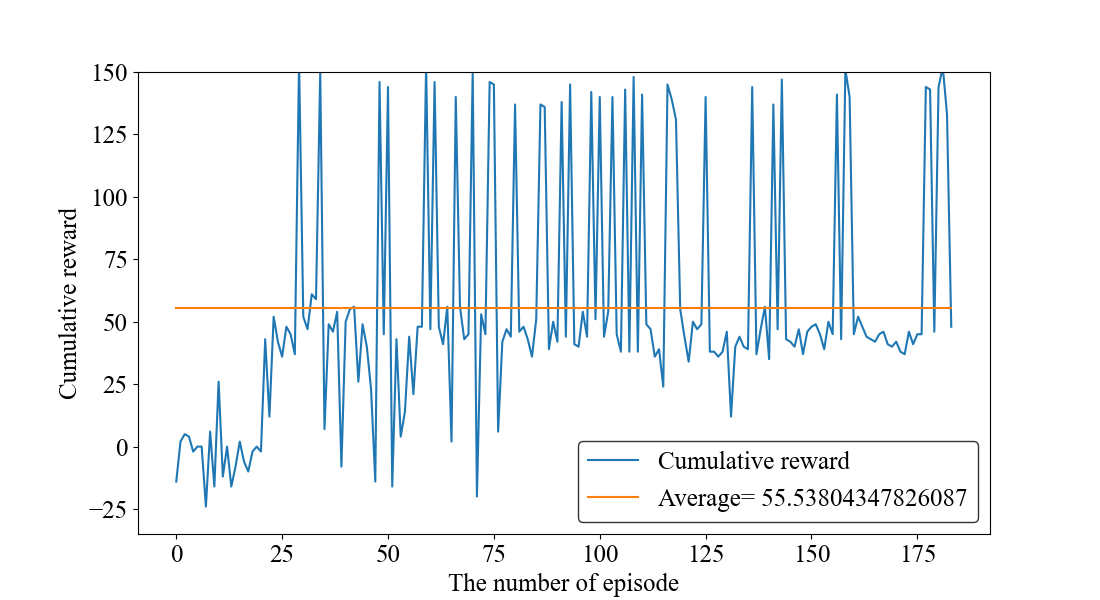 150
125
100
75
50
25
0
−25
Cumulative reward
Cumulative reward
Average= 55.53804347826087
0 25 50 75 100 125 150 175
The number of episode